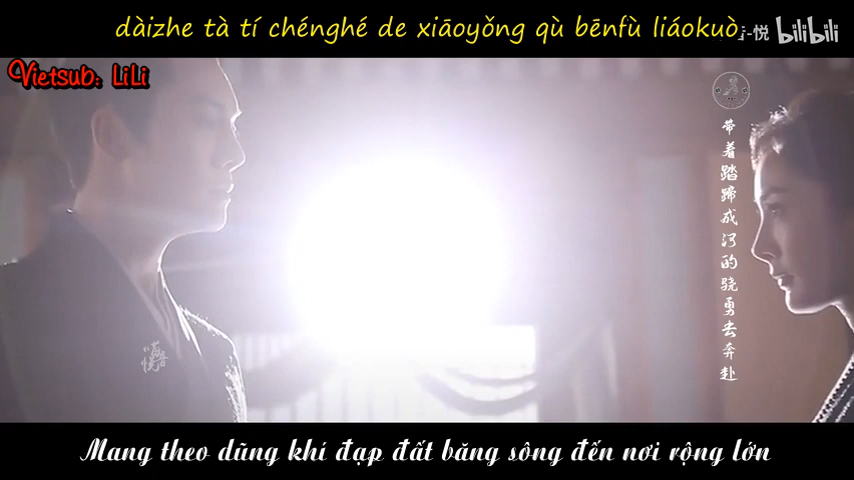 dàizhe tà tí chénghé de xiāoyǒng qù bēnfù liáokuò
-悦 bilibili
Vietsub: LiLi
带着踏蹄成河的骁勇去奔赴
Mang theo dũng khí đạp đất băng sông đến nơi rộng lớn